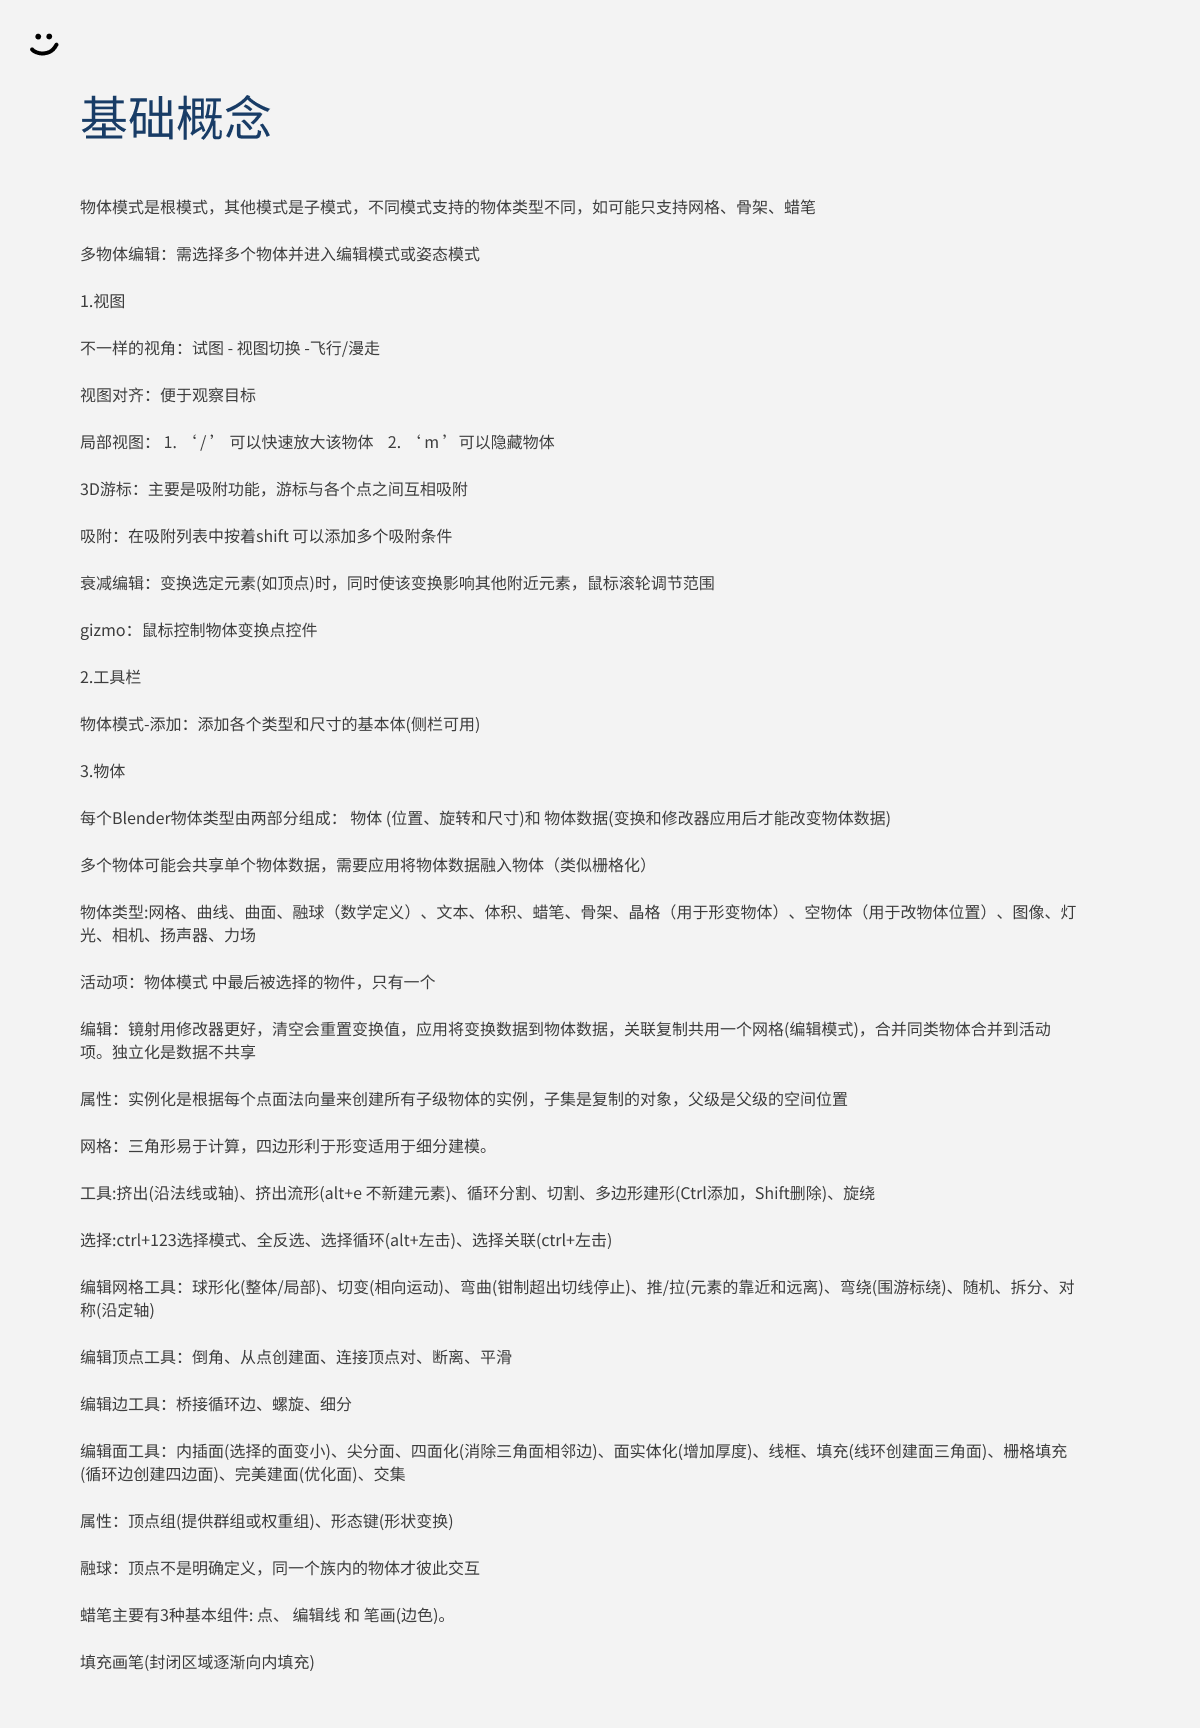 基础概念
物体模式是根模式，其他模式是子模式，不同模式支持的物体类型不同，如可能只支持网格、骨架、蜡笔
多物体编辑：需选择多个物体并进入编辑模式或姿态模式
1.视图
不一样的视角：试图 - 视图切换 -飞行/漫走
视图对齐：便于观察目标
局部视图： 1. ‘ / ’ 可以快速放大该物体 2. ‘ m ’ 可以隐藏物体
3D游标：主要是吸附功能，游标与各个点之间互相吸附
吸附：在吸附列表中按着shift 可以添加多个吸附条件
衰减编辑：变换选定元素(如顶点)时，同时使该变换影响其他附近元素，鼠标滚轮调节范围
gizmo：鼠标控制物体变换点控件
2.工具栏
物体模式-添加：添加各个类型和尺寸的基本体(侧栏可用)
3.物体
每个Blender物体类型由两部分组成： 物体 (位置、旋转和尺寸)和 物体数据(变换和修改器应用后才能改变物体数据)
多个物体可能会共享单个物体数据，需要应用将物体数据融入物体（类似栅格化）
物体类型:网格、曲线、曲面、融球（数学定义）、文本、体积、蜡笔、骨架、晶格（用于形变物体）、空物体（用于改物体位置）、图像、灯
光、相机、扬声器、力场
活动项：物体模式 中最后被选择的物件，只有一个
编辑：镜射用修改器更好，清空会重置变换值，应用将变换数据到物体数据，关联复制共用一个网格(编辑模式)，合并同类物体合并到活动
项。独立化是数据不共享
属性：实例化是根据每个点面法向量来创建所有子级物体的实例，子集是复制的对象，父级是父级的空间位置
网格：三角形易于计算，四边形利于形变适用于细分建模。
工具:挤出(沿法线或轴)、挤出流形(alt+e 不新建元素)、循环分割、切割、多边形建形(Ctrl添加，Shift删除)、旋绕
选择:ctrl+123选择模式、全反选、选择循环(alt+左击)、选择关联(ctrl+左击)
编辑网格工具：球形化(整体/局部)、切变(相向运动)、弯曲(钳制超出切线停止)、推/拉(元素的靠近和远离)、弯绕(围游标绕)、随机、拆分、对
称(沿定轴)
编辑顶点工具：倒角、从点创建面、连接顶点对、断离、平滑
编辑边工具：桥接循环边、螺旋、细分
编辑面工具：内插面(选择的面变小)、尖分面、四面化(消除三角面相邻边)、面实体化(增加厚度)、线框、填充(线环创建面三角面)、栅格填充
(循环边创建四边面)、完美建面(优化面)、交集
属性：顶点组(提供群组或权重组)、形态键(形状变换)
融球：顶点不是明确定义，同一个族内的物体才彼此交互
蜡笔主要有3种基本组件: 点、 编辑线 和 笔画(边色)。
填充画笔(封闭区域逐渐向内填充)